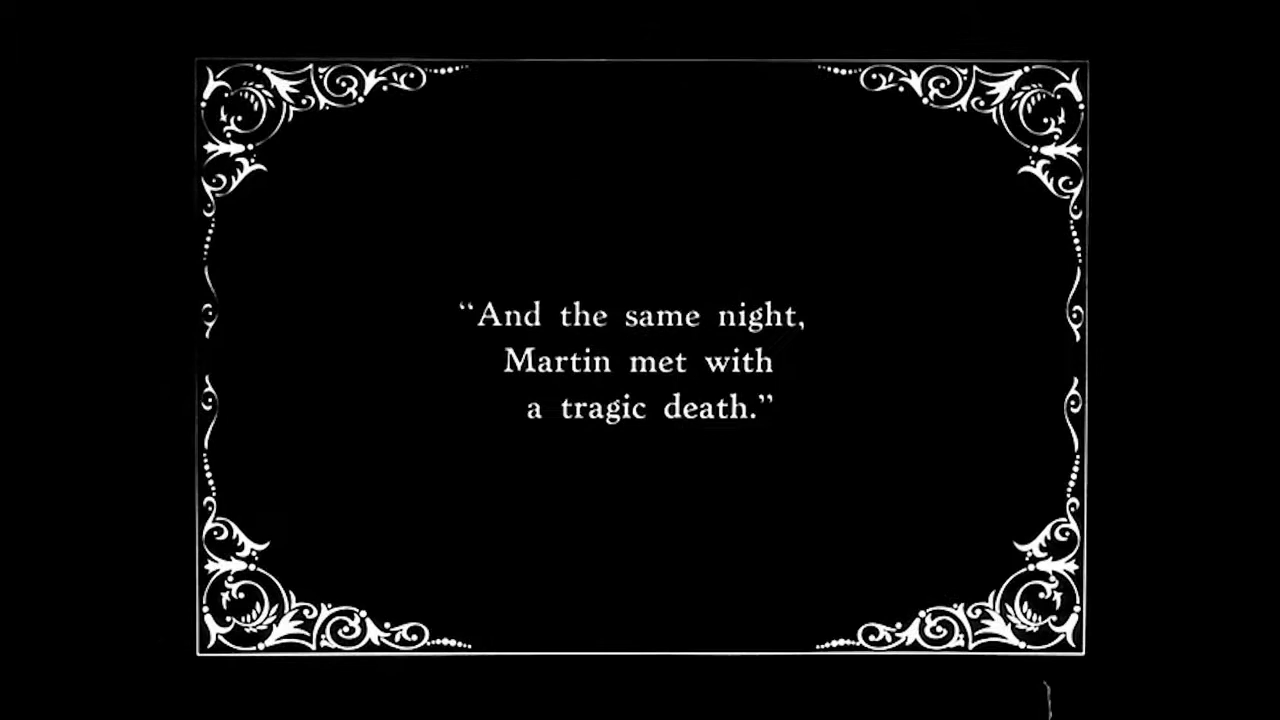 “And the same night,
Martin met with
a tragic death.”